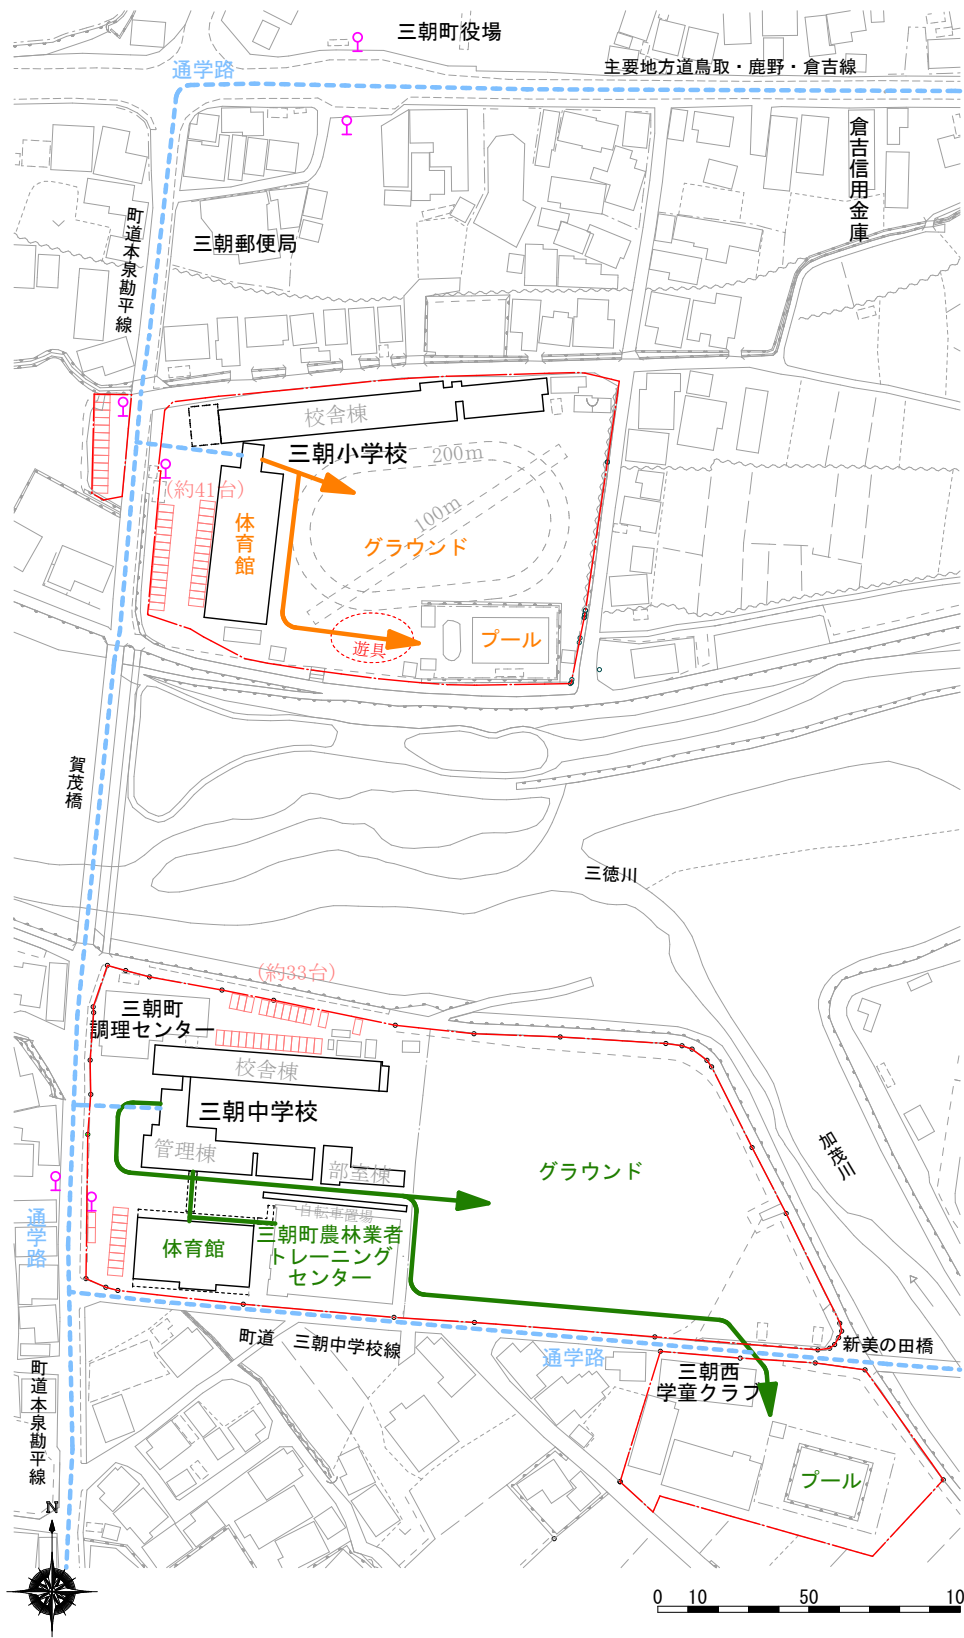 三朝町役場
通学路
主要地方道鳥取・鹿野・倉吉線
倉吉信用金庫
町道本泉勘平線
三朝郵便局
校舎棟
三朝小学校
200m
(約41台)
100m
体育館
グラウンド
プール
遊具
賀茂橋
三徳川
(約33台)
三朝町
調理センター
校舎棟
三朝中学校
加茂川
管理棟
部室棟
グラウンド
自転車置場
通学路
体育館
三朝町農林業者
トレーニング
センター
町道 三朝中学校線
通学路
新美の田橋
三朝西
学童クラブ
町道本泉勘平線
プール
N
0 10 50 10